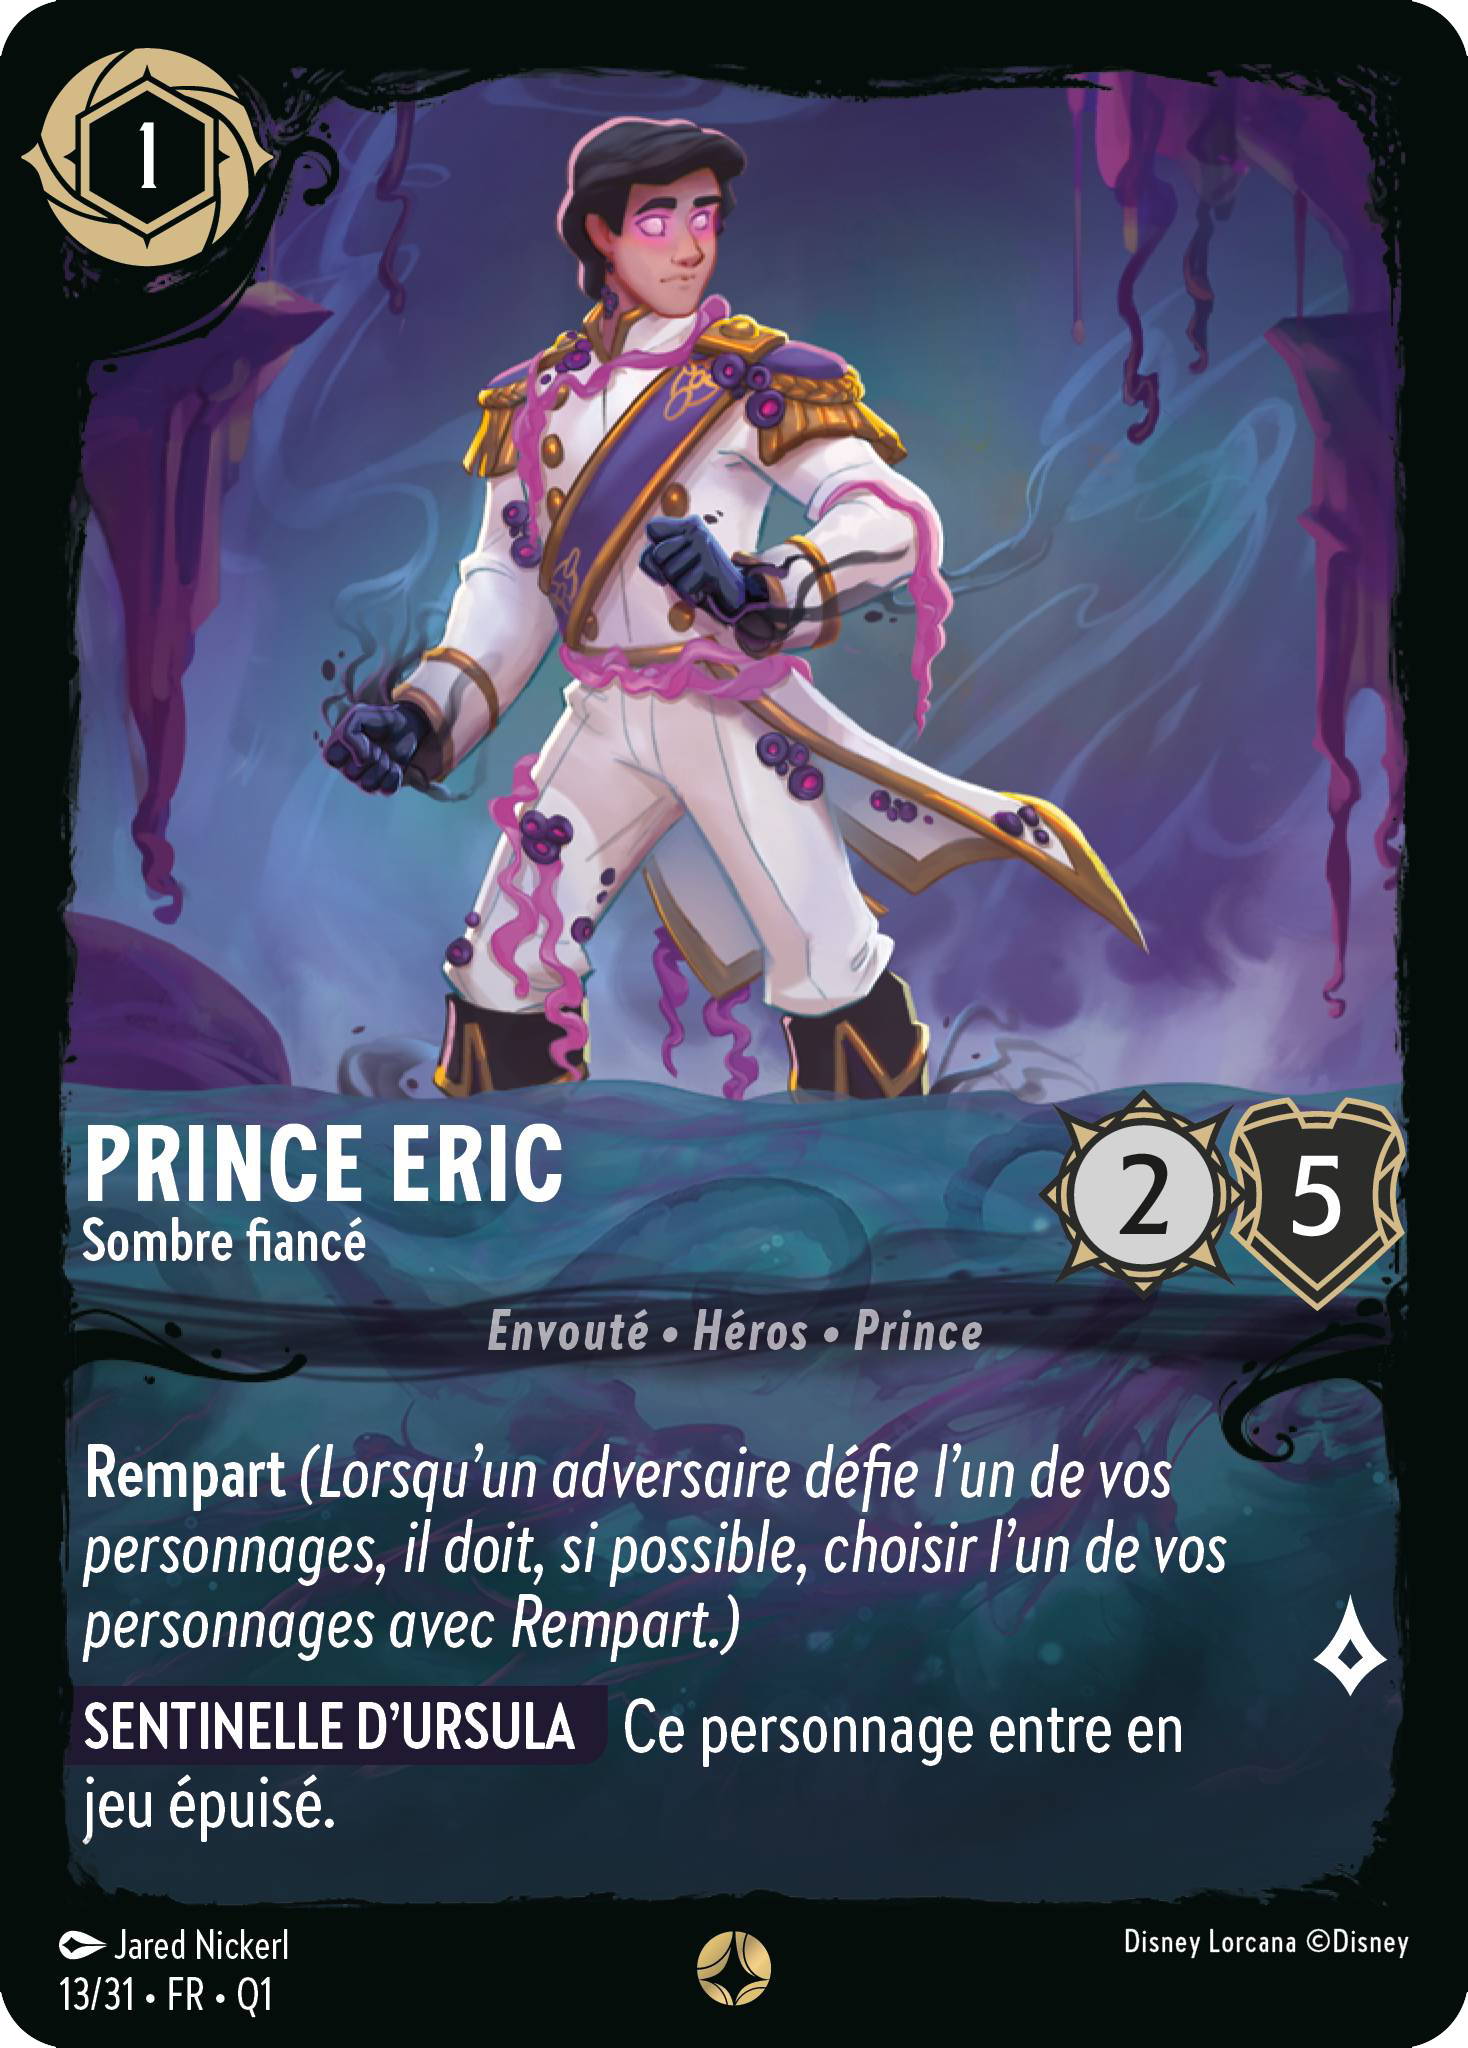 1
PRINCE ERIC
Sombre fiancé
2
5
Envouté • Héros • Prince
Rempart (Lorsqu’un adversaire défie l’un de vos
personnages, il doit, si possible, choisir l’un de vos
personnages avec Rempart.)
SENTINELLE D’URSULA Ce personnage entre en
jeu épuisé.
Jared Nickerl
Disney Lorcana ©Disney
13/31 • FR • Q1